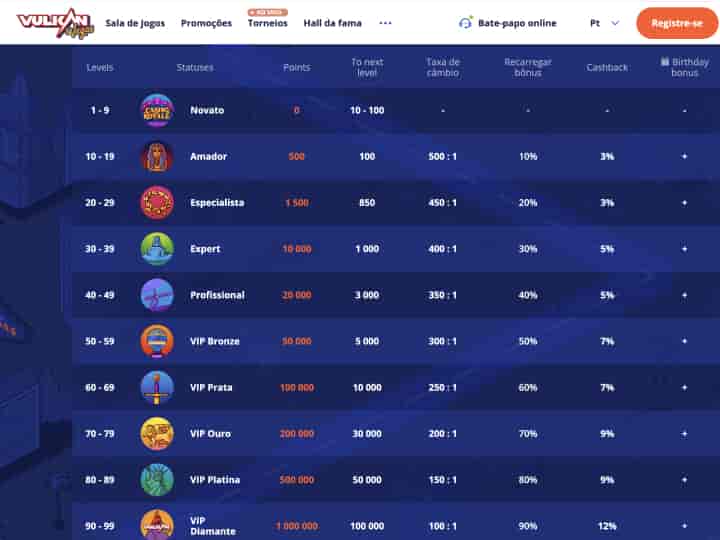 VULKAN Vegas Sala de Jogos Promoções Torneios Hall da fama ••• Bate-papo online Pt Registre-se
Levels Statuses Points To next level Taxa de câmbio Recarregar bônus Cashback Birthday bonus
1 - 9 CASINO ROYALE Novato 0 10 - 100 - - - -
10 - 19 Amador 500 100 500 : 1 10% 3% +
20 - 29 Especialista 1 500 850 450 : 1 20% 3% +
30 - 39 Expert 10 000 1 000 400 : 1 30% 5% +
40 - 49 Profissional 20 000 3 000 350 : 1 40% 5% +
50 - 59 VIP Bronze 50 000 5 000 300 : 1 50% 7% +
60 - 69 VIP Prata 100 000 10 000 250 : 1 60% 7% +
70 - 79 VIP Ouro 200 000 30 000 200 : 1 70% 9% +
80 - 89 VIP Platina 500 000 50 000 150 : 1 80% 9% +
90 - 99 VULKAN VIP Diamante 1 000 000 100 000 100 : 1 90% 12% +